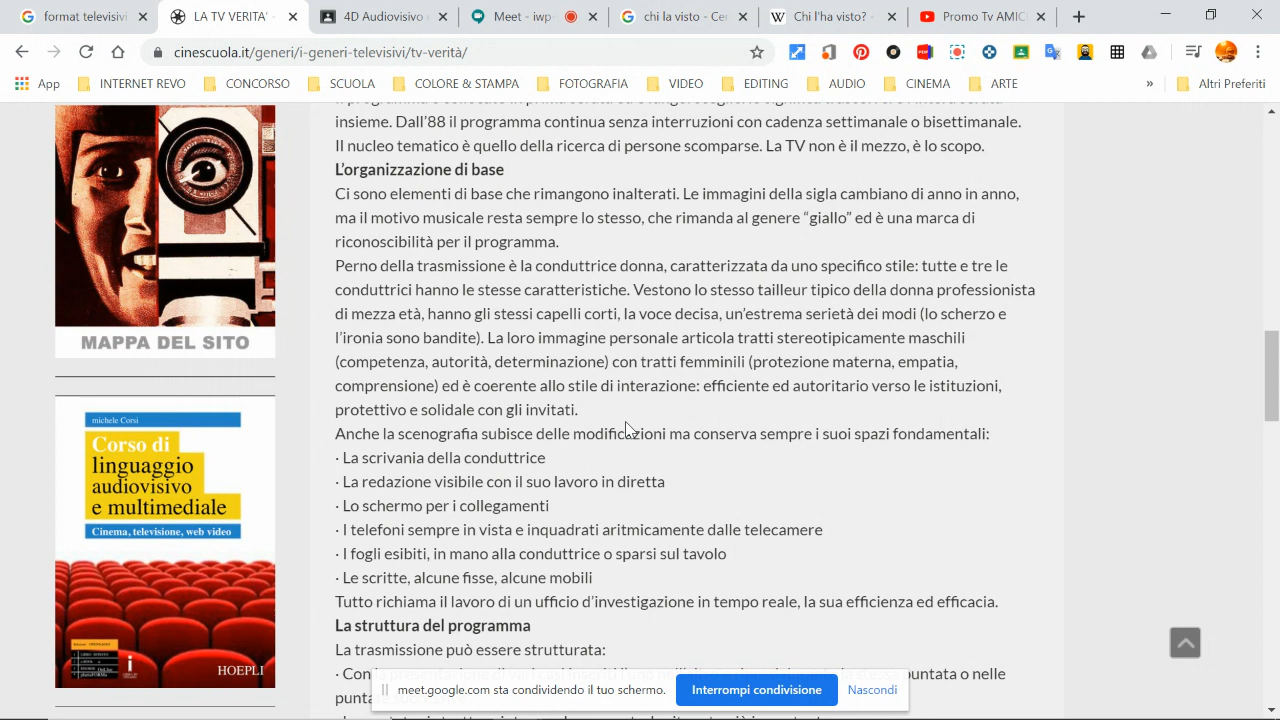 format televisivi
LA TV VERITA' -
4D Audiovisivo
Meet - iwp-
chi la visto - Cer
Chi l'ha visto?
Promo Tv AMIC
cinescuola.it/generi/i-generi-televisivi/tv-verita/
App
INTERNET REVO
CONCORSO
SCUOLA
COLORI - STAMPA
FOTOGRAFIA
VIDEO
EDITING
AUDIO
CINEMA
ARTE
»
Altri Preferiti
insieme. Dall'88 il programma continua senza interruzioni con cadenza settimanale o bisettimanale.
Il nucleo tematico è quello della ricerca di persone scomparse. La TV non è il mezzo, è lo scopo.
L'organizzazione di base
Ci sono elementi di base che rimangono inalterati. Le immagini della sigla cambiano di anno in anno,
ma il motivo musicale resta sempre lo stesso, che rimanda al genere “giallo” ed è una marca di
riconoscibilità per il programma.
Perno della trasmissione è la conduttrice donna, caratterizzata da uno specifico stile: tutte e tre le
conduttrici hanno le stesse caratteristiche. Vestono lo stesso tailleur tipico della donna professionista
di mezza età, hanno gli stessi capelli corti, la voce decisa, un'estrema serietà dei modi (lo scherzo e
l'ironia sono bandite). La loro immagine personale articola tratti stereotipicamente maschili
(competenza, autorità, determinazione) con tratti femminili (protezione materna, empatia,
comprensione) ed è coerente allo stile di interazione: efficiente ed autoritario verso le istituzioni,
protettivo e solidale con gli invitati.
Anche la scenografia subisce delle modificazioni ma conserva sempre i suoi spazi fondamentali:
· La scrivania della conduttrice
· La redazione visibile con il suo lavoro in diretta
· Lo schermo per i collegamenti
· I telefoni sempre in vista e inquadrati aritmicamente dalle telecamere
· I fogli esibiti, in mano alla conduttrice o sparsi sul tavolo
· Le scritte, alcune fisse, alcune mobili
Tutto richiama il lavoro di un ufficio d'investigazione in tempo reale, la sua efficienza ed efficacia.
La struttura del programma
La trasmissione può essere strutturata:
puntata o nelle
MAPPA DEL SITO
michele Corsi
Corso di
linguaggio
audiovisivo
e multimediale
Cinema, televisione, web video
HOEPLI
meet.google.com sta condividendo il tuo schermo.
Interrompi condivisione
Nascondi